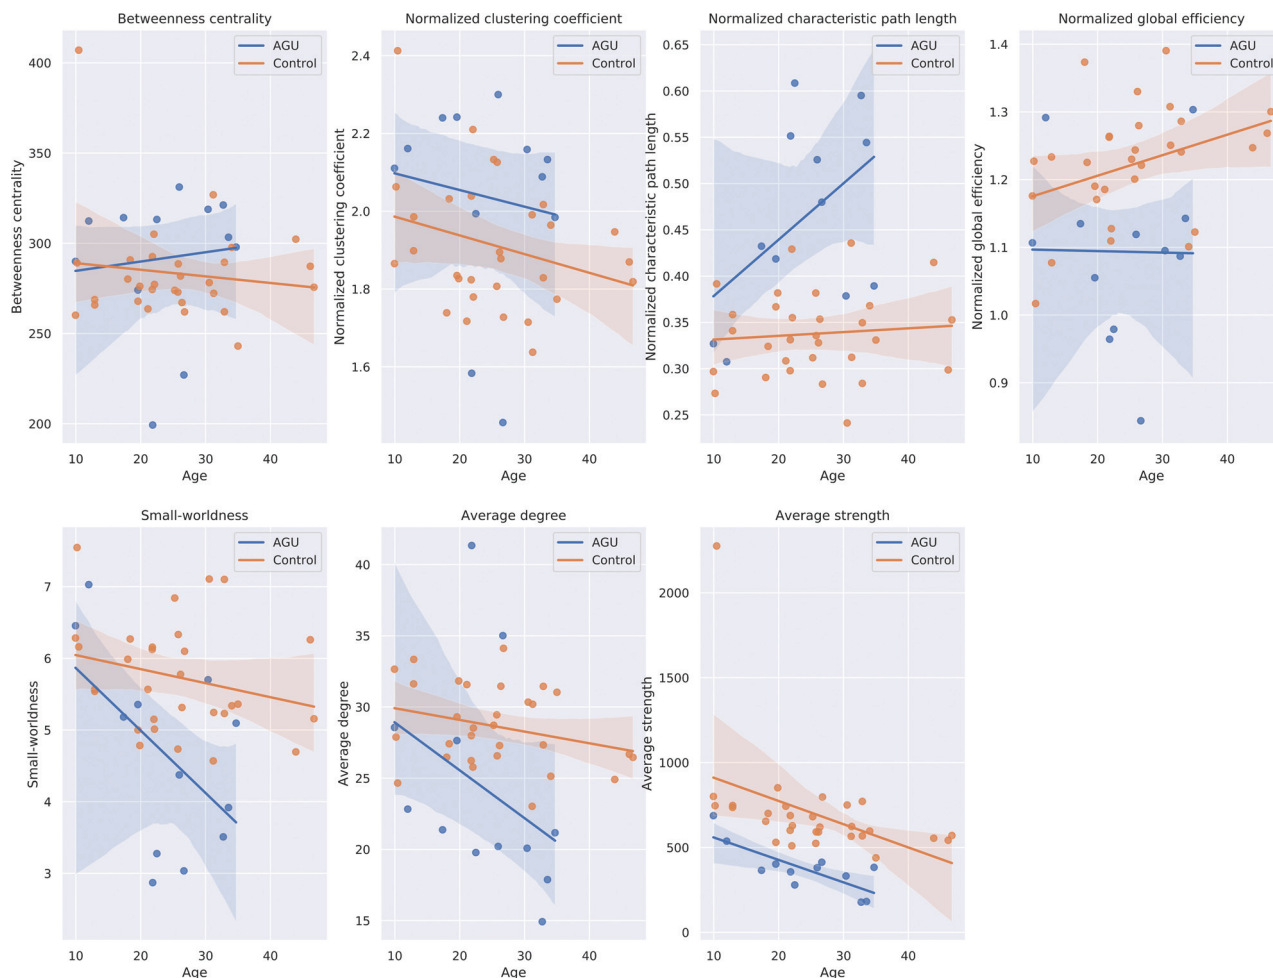 Betweenness centrality
AGU
Control
400
350
300
250
200
Betweenness centrality
10 20 30 40
Age
Normalized clustering coefficient
AGU
Control
2.4
2.2
2.0
1.8
1.6
Normalized clustering coefficient
10 20 30 40
Age
Normalized characteristic path length
AGU
Control
0.65
0.60
0.55
0.50
0.45
0.40
0.35
0.30
0.25
Normalized characteristic path length
10 20 30 40
Age
Normalized global efficiency
AGU
Control
1.4
1.3
1.2
1.1
1.0
0.9
Normalized global efficiency
10 20 30 40
Age
Small-worldness
AGU
Control
7
6
5
4
3
Small-worldness
10 20 30 40
Age
Average degree
AGU
Control
40
35
30
25
20
15
Average degree
10 20 30 40
Age
Average strength
AGU
Control
2000
1500
1000
500
0
Average strength
10 20 30 40
Age